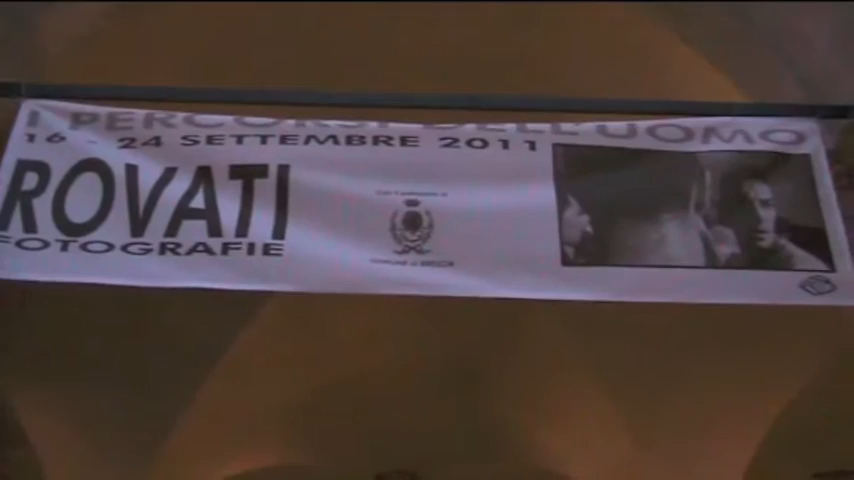 I PERCORSI DELL'UOMO
16 - 24 SETTEMBRE 2011
ROVATI
FOTOGRAFIE